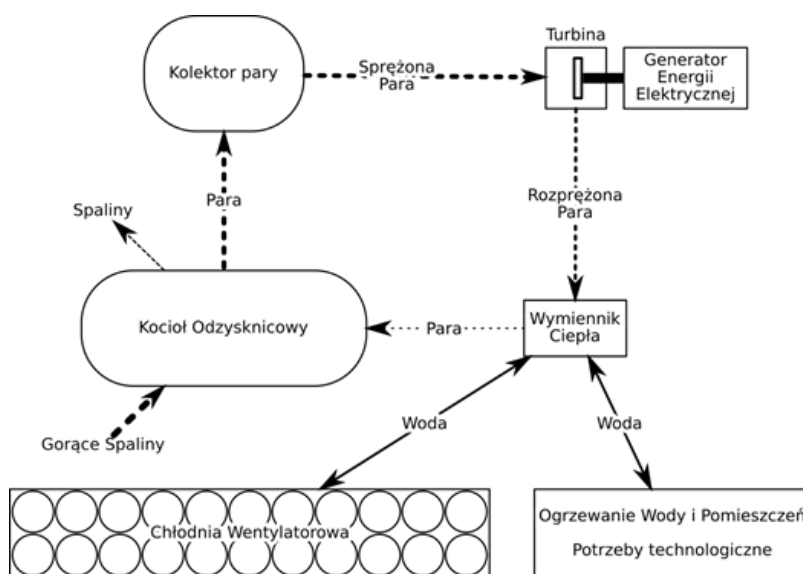 Turbina
Kolektor pary
Sprężona
Para
Generator
Energii
Elektrycznej
Para
Spaliny
Rozprężona
Para
Kocioł Odzysknicowy
Para
Wymiennik
Ciepła
Gorące Spaliny
Woda
Woda
Chłodnia Wentylatorowa
Ogrzewanie Wody i Pomieszczeń
Potrzeby technologiczne